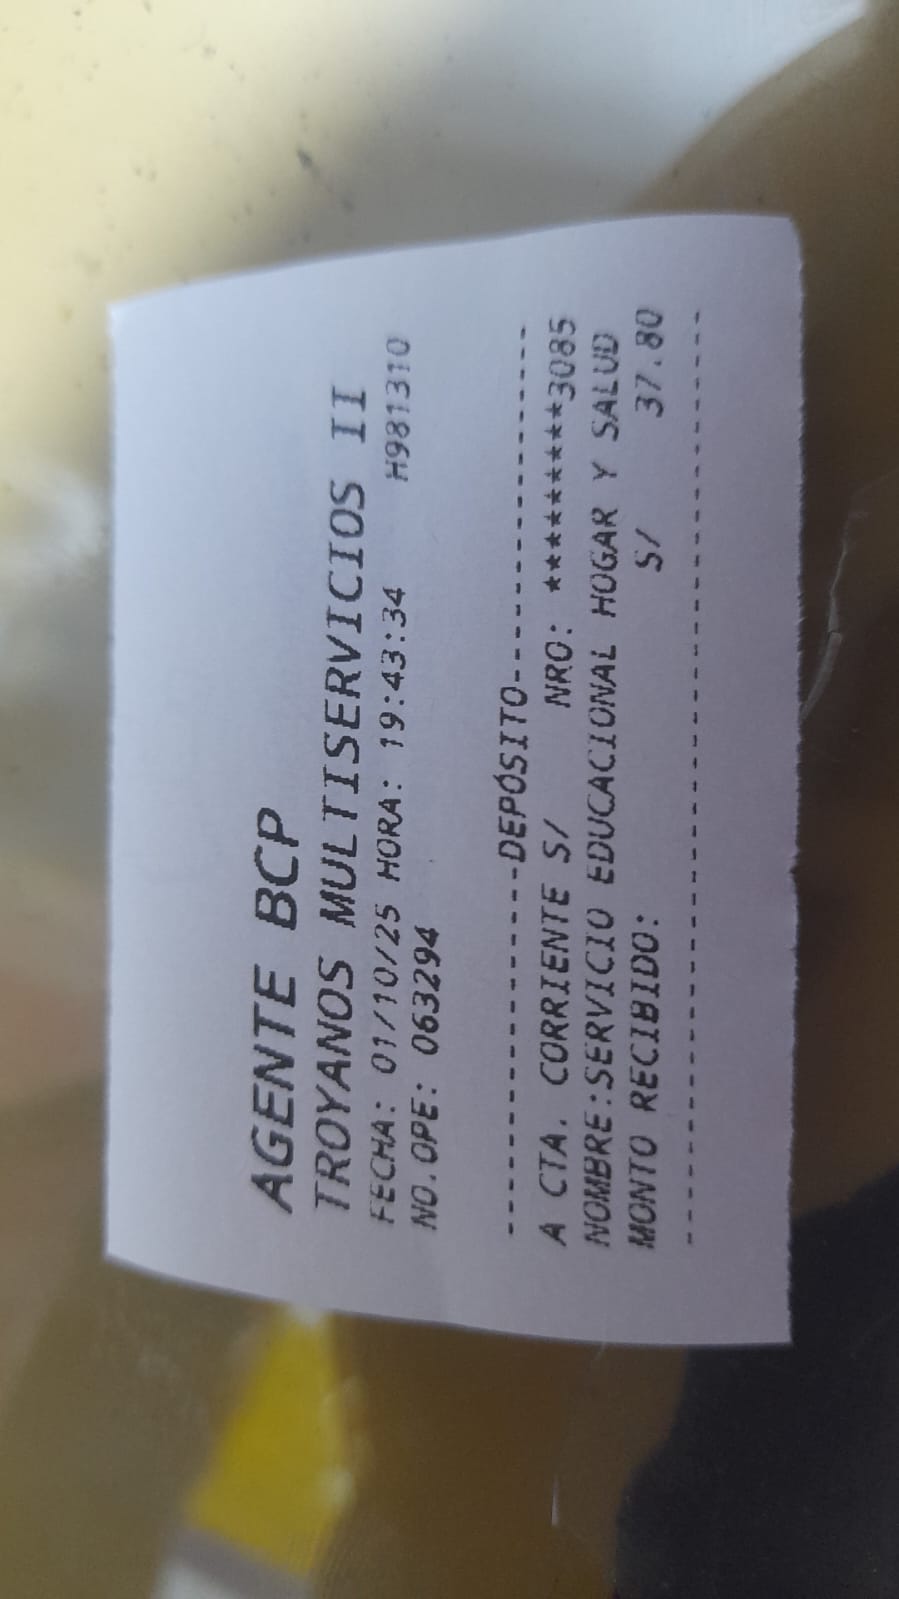 AGENTE BCP
TROYANOS MULTISERVICIOS II
FECHA: 01/10/25 HORA: 19:43:34 H981310
NO.OPE: 063294
--------------DEPÓSITO--------------
A CTA. CORRIENTE S/ NRO: *********3085
NOMBRE:SERVICIO EDUCACIONAL HOGAR Y SALUD
MONTO RECIBIDO: S/ 37.80
------------------------------------